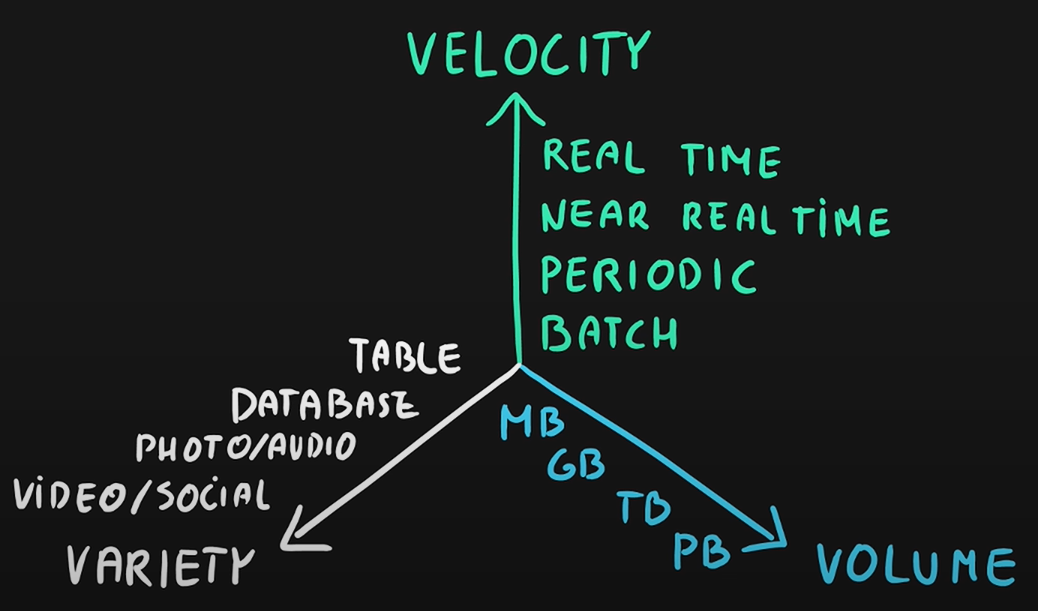 VELOCITY
REAL TIME
NEAR REAL TIME
PERIODIC
BATCH
TABLE
DATABASE
PHOTO/AUDIO
VIDEO/SOCIAL
VARIETY
MB
GB
TB
PB
VOLUME